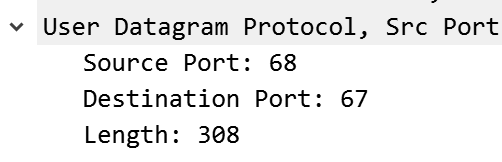 User Datagram Protocol, Src Port
Source Port: 68
Destination Port: 67
Length: 308